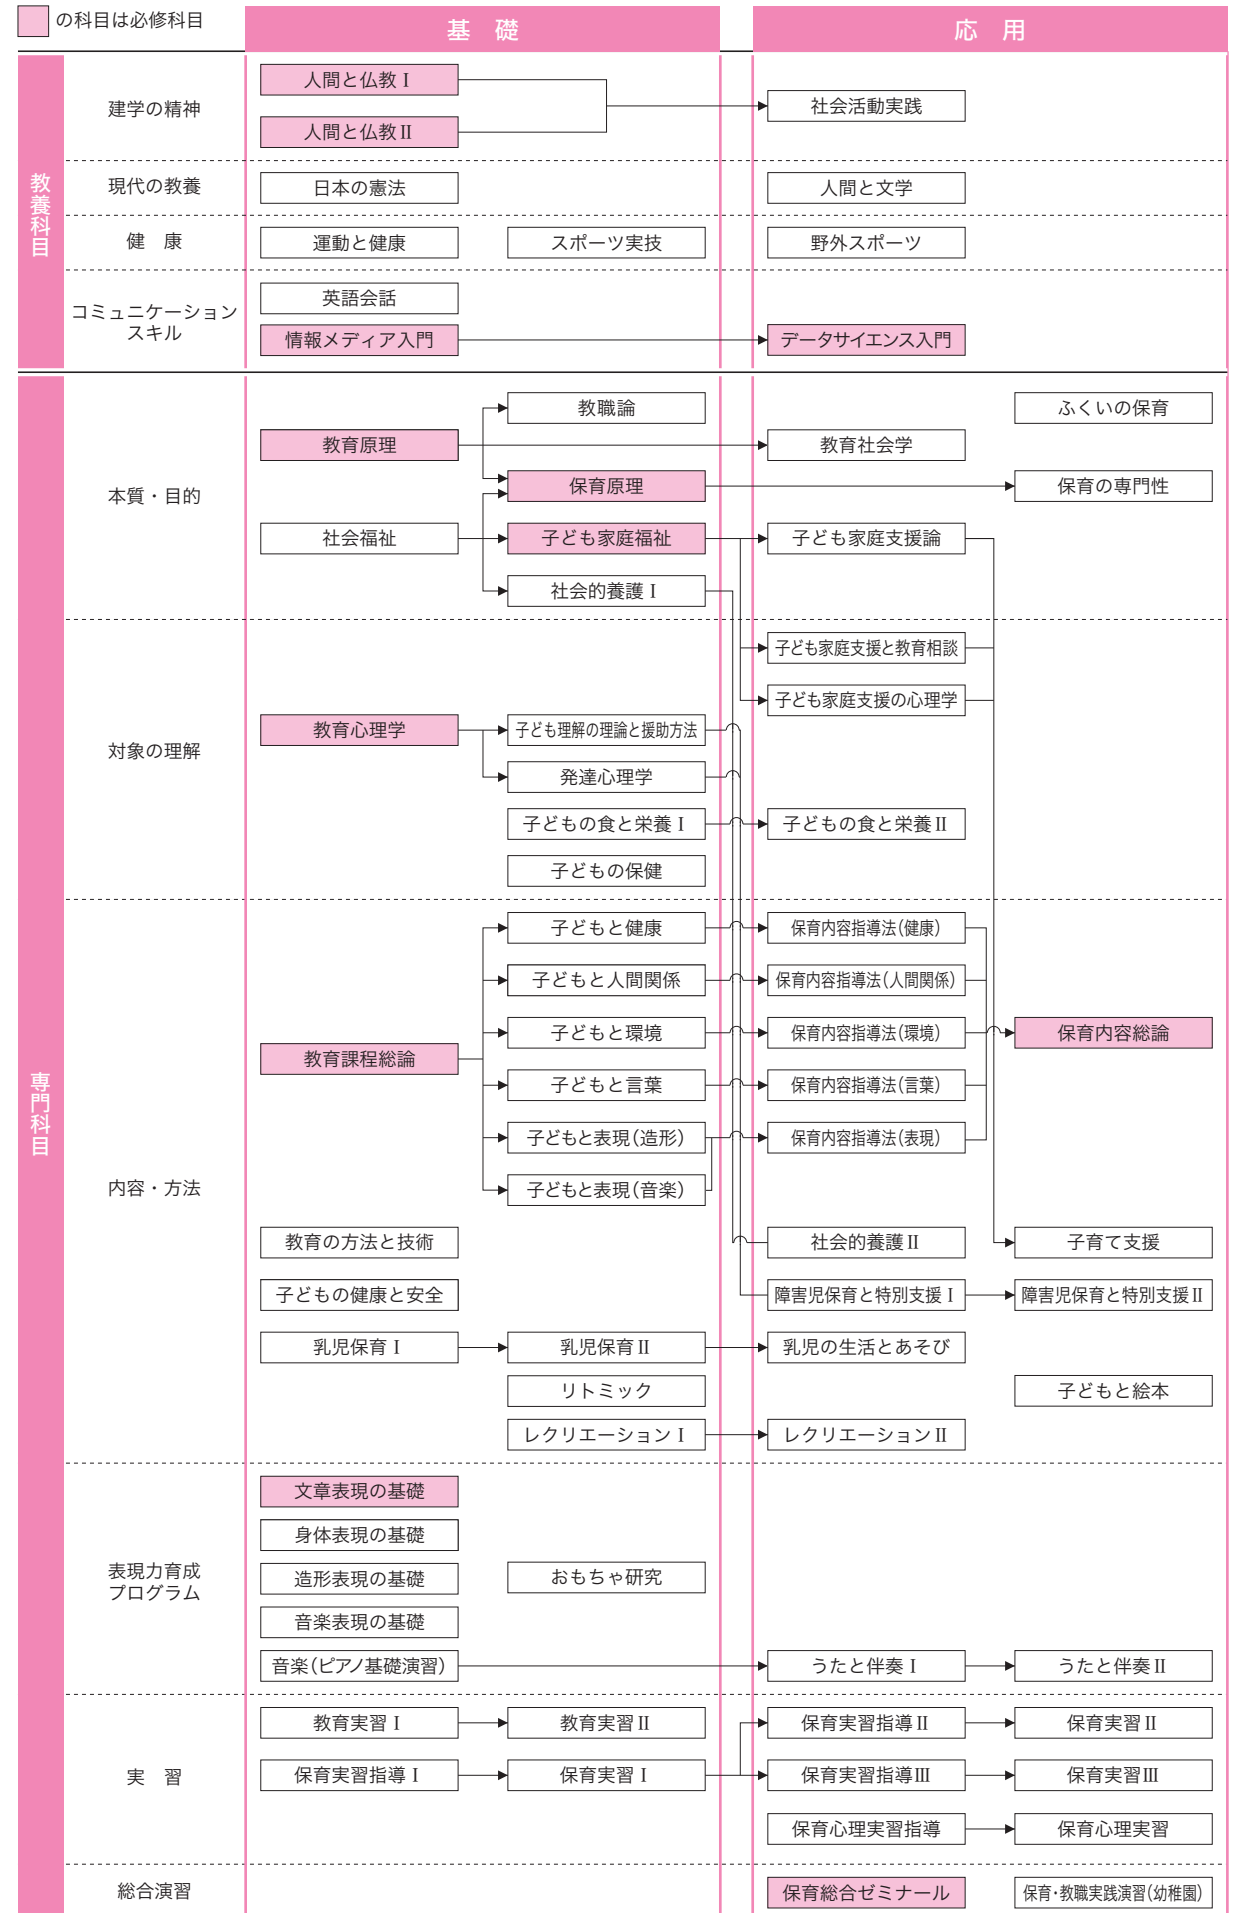 の科目は必修科目
基 礎
応 用
教養科目
建学の精神
人間と仏教Ⅰ
人間と仏教Ⅱ
社会活動実践
現代の教養
日本の憲法
人間と文学
健 康
運動と健康
スポーツ実技
野外スポーツ
コミュニケーション
スキル
英語会話
情報メディア入門
データサイエンス入門
専門科目
本質・目的
教職論
ふくいの保育
教育原理
教育社会学
保育原理
保育の専門性
社会福祉
子ども家庭福祉
子ども家庭支援論
社会的養護Ⅰ
対象の理解
子ども家庭支援と教育相談
子ども家庭支援の心理学
教育心理学
子ども理解の理論と援助方法
発達心理学
子どもの食と栄養Ⅰ
子どもの食と栄養Ⅱ
子どもの保健
内容・方法
子どもと健康
保育内容指導法(健康)
子どもと人間関係
保育内容指導法(人間関係)
子どもと環境
保育内容指導法(環境)
保育内容総論
教育課程総論
子どもと言葉
保育内容指導法(言葉)
子どもと表現(造形)
保育内容指導法(表現)
子どもと表現(音楽)
教育の方法と技術
社会的養護Ⅱ
子育て支援
子どもの健康と安全
障害児保育と特別支援Ⅰ
障害児保育と特別支援Ⅱ
乳児保育Ⅰ
乳児保育Ⅱ
乳児の生活とあそび
リトミック
子どもと絵本
レクリエーションⅠ
レクリエーションⅡ
表現力育成
プログラム
文章表現の基礎
身体表現の基礎
造形表現の基礎
おもちゃ研究
音楽表現の基礎
音楽(ピアノ基礎演習)
うたと伴奏Ⅰ
うたと伴奏Ⅱ
実 習
教育実習Ⅰ
教育実習Ⅱ
保育実習指導Ⅱ
保育実習Ⅱ
保育実習指導Ⅰ
保育実習Ⅰ
保育実習指導Ⅲ
保育実習Ⅲ
保育心理実習指導
保育心理実習
総合演習
保育総合ゼミナール
保育・教職実践演習(幼稚園)